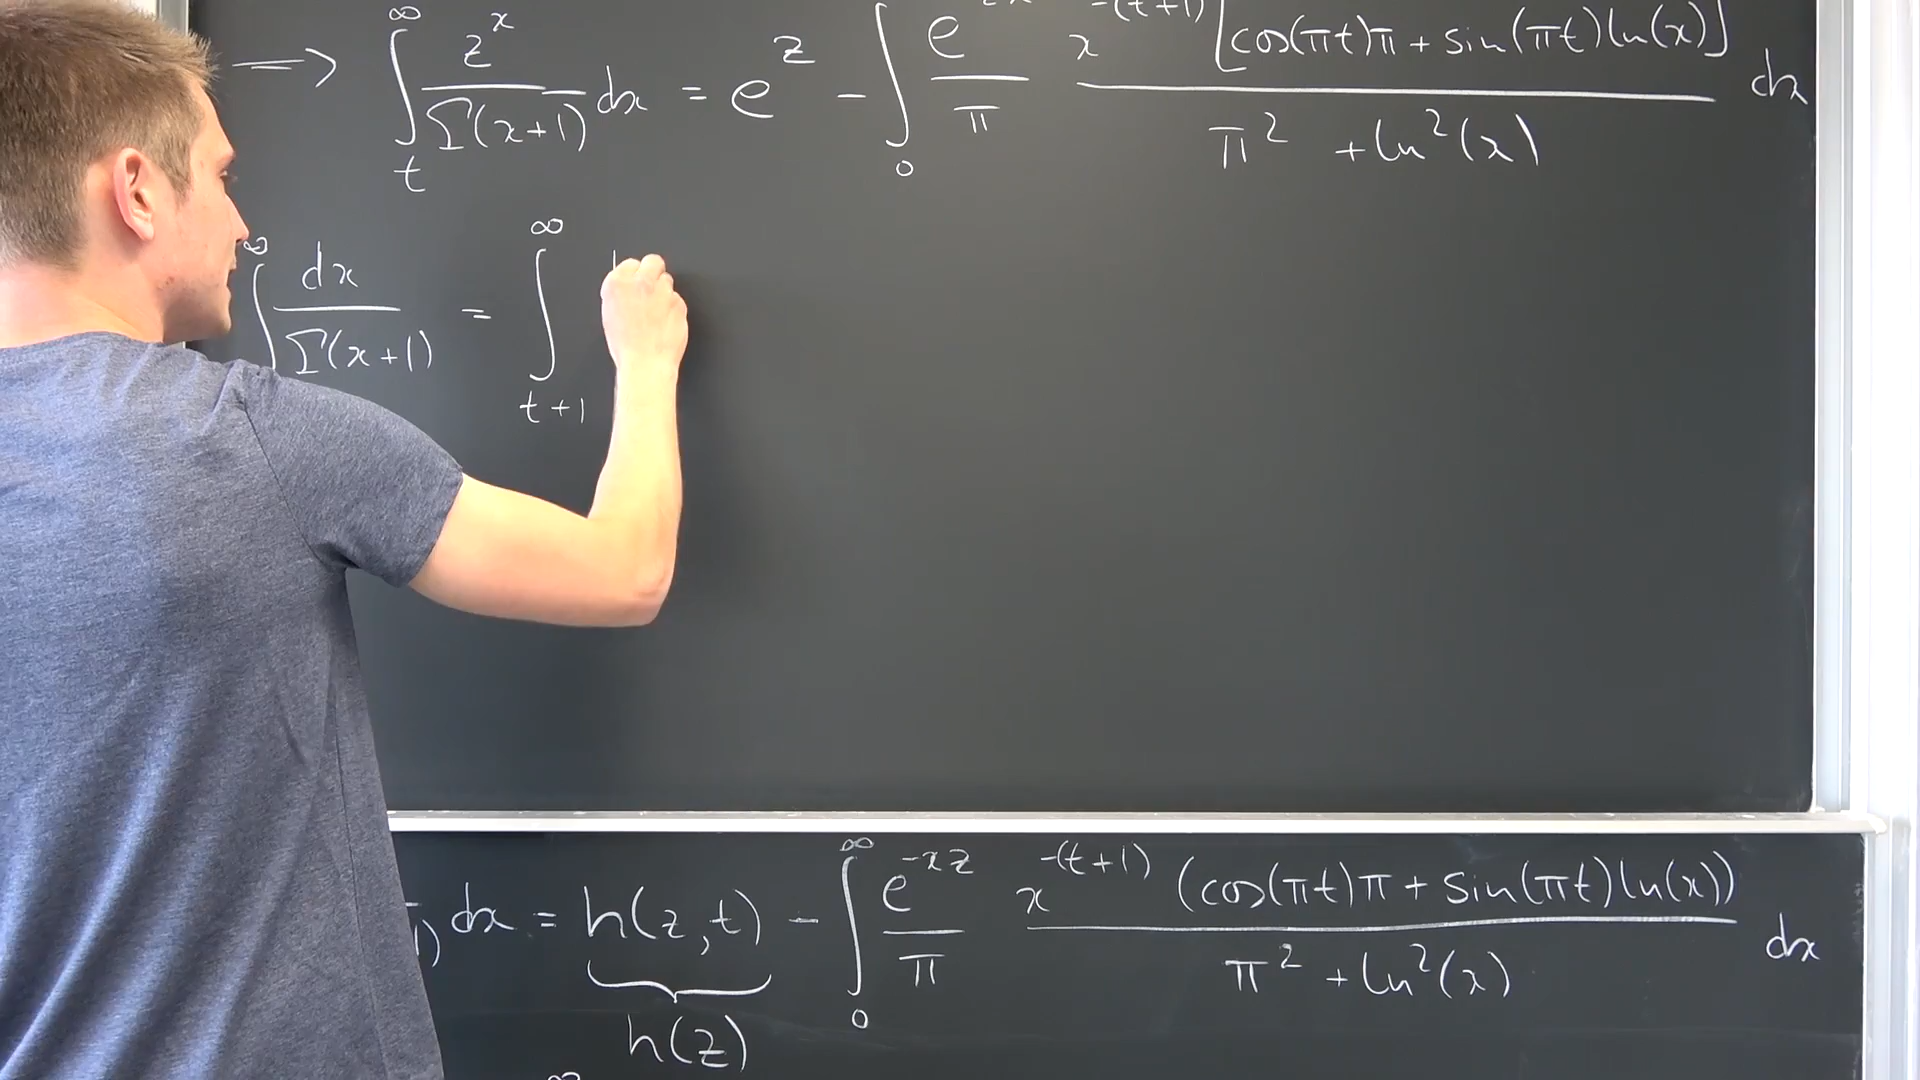 ⟹ ∫_t^∞ z^x / Γ(x+1) dx = e^z − ∫_0 e / π · x^{-(t+1)} [cos(πt)π + sin(πt)ln(x)] / π² + ln²(x) dx
∫^∞ dx / Γ(x+1) = ∫_{t+1}^∞
1) dx = h(z,t) − ∫_0^∞ e^{-xz} / π · x^{-(t+1)} (cos(πt)π + sin(πt)ln(x)) / π² + ln²(x) dx
h(z)
∞